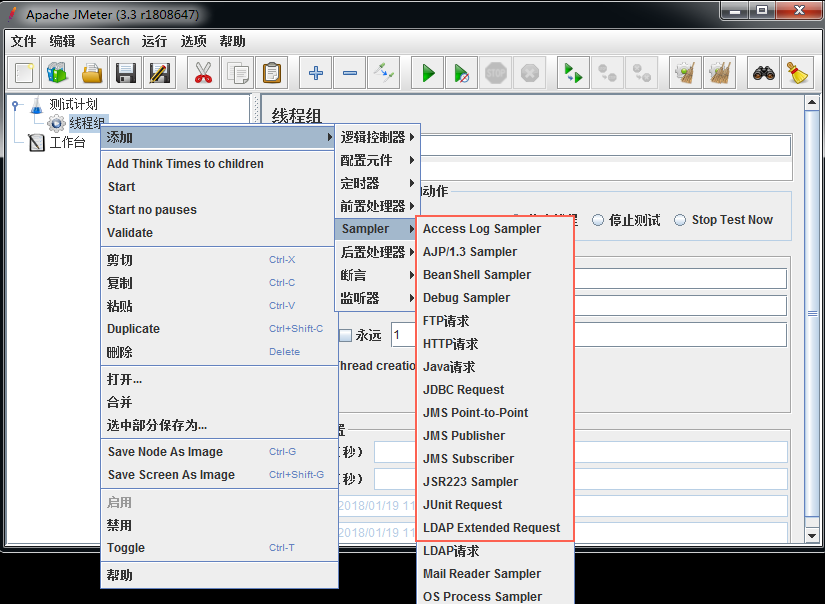 Apache JMeter (3.3 r1808647)
文件 编辑 Search 运行 选项 帮助
测试计划
线程组
工作台
线程组
添加
Add Think Times to children
Start
Start no pauses
Validate
剪切 Ctrl-X
复制 Ctrl-C
粘贴 Ctrl-V
Duplicate Ctrl+Shift-C
删除 Delete
打开...
合并
选中部分保存为...
Save Node As Image Ctrl-G
Save Screen As Image Ctrl+Shift-G
启用
禁用
Toggle Ctrl-T
帮助
逻辑控制器
配置元件
定时器
前置处理器
Sampler
后置处理器
断言
监听器
Access Log Sampler
AJP/1.3 Sampler
BeanShell Sampler
Debug Sampler
FTP请求
HTTP请求
Java请求
JDBC Request
JMS Point-to-Point
JMS Publisher
JMS Subscriber
JSR223 Sampler
JUnit Request
LDAP Extended Request
LDAP请求
Mail Reader Sampler
OS Process Sampler
动作
停止测试 Stop Test Now
永远 1
Thread creatio
置
秒）
秒）
2018/01/19 11
2018/01/19 11